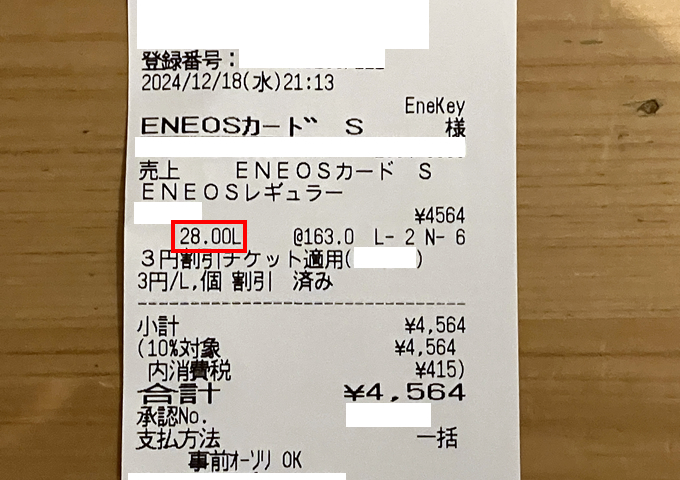 登録番号:
2024/12/18(水)21:13
EneKey
ENEOSカード S 様
売上 ENEOSカード S
ENEOSレギュラー
¥4564
28.00L @163.0 L- 2 N- 6
3円割引チケット適用( )
3円/L,個 割引 済み
小計 ¥4,564
(10%対象 ¥4,564
内消費税 ¥415)
合計 ¥4,564
承認No.
支払方法 一括
事前オーソリ OK